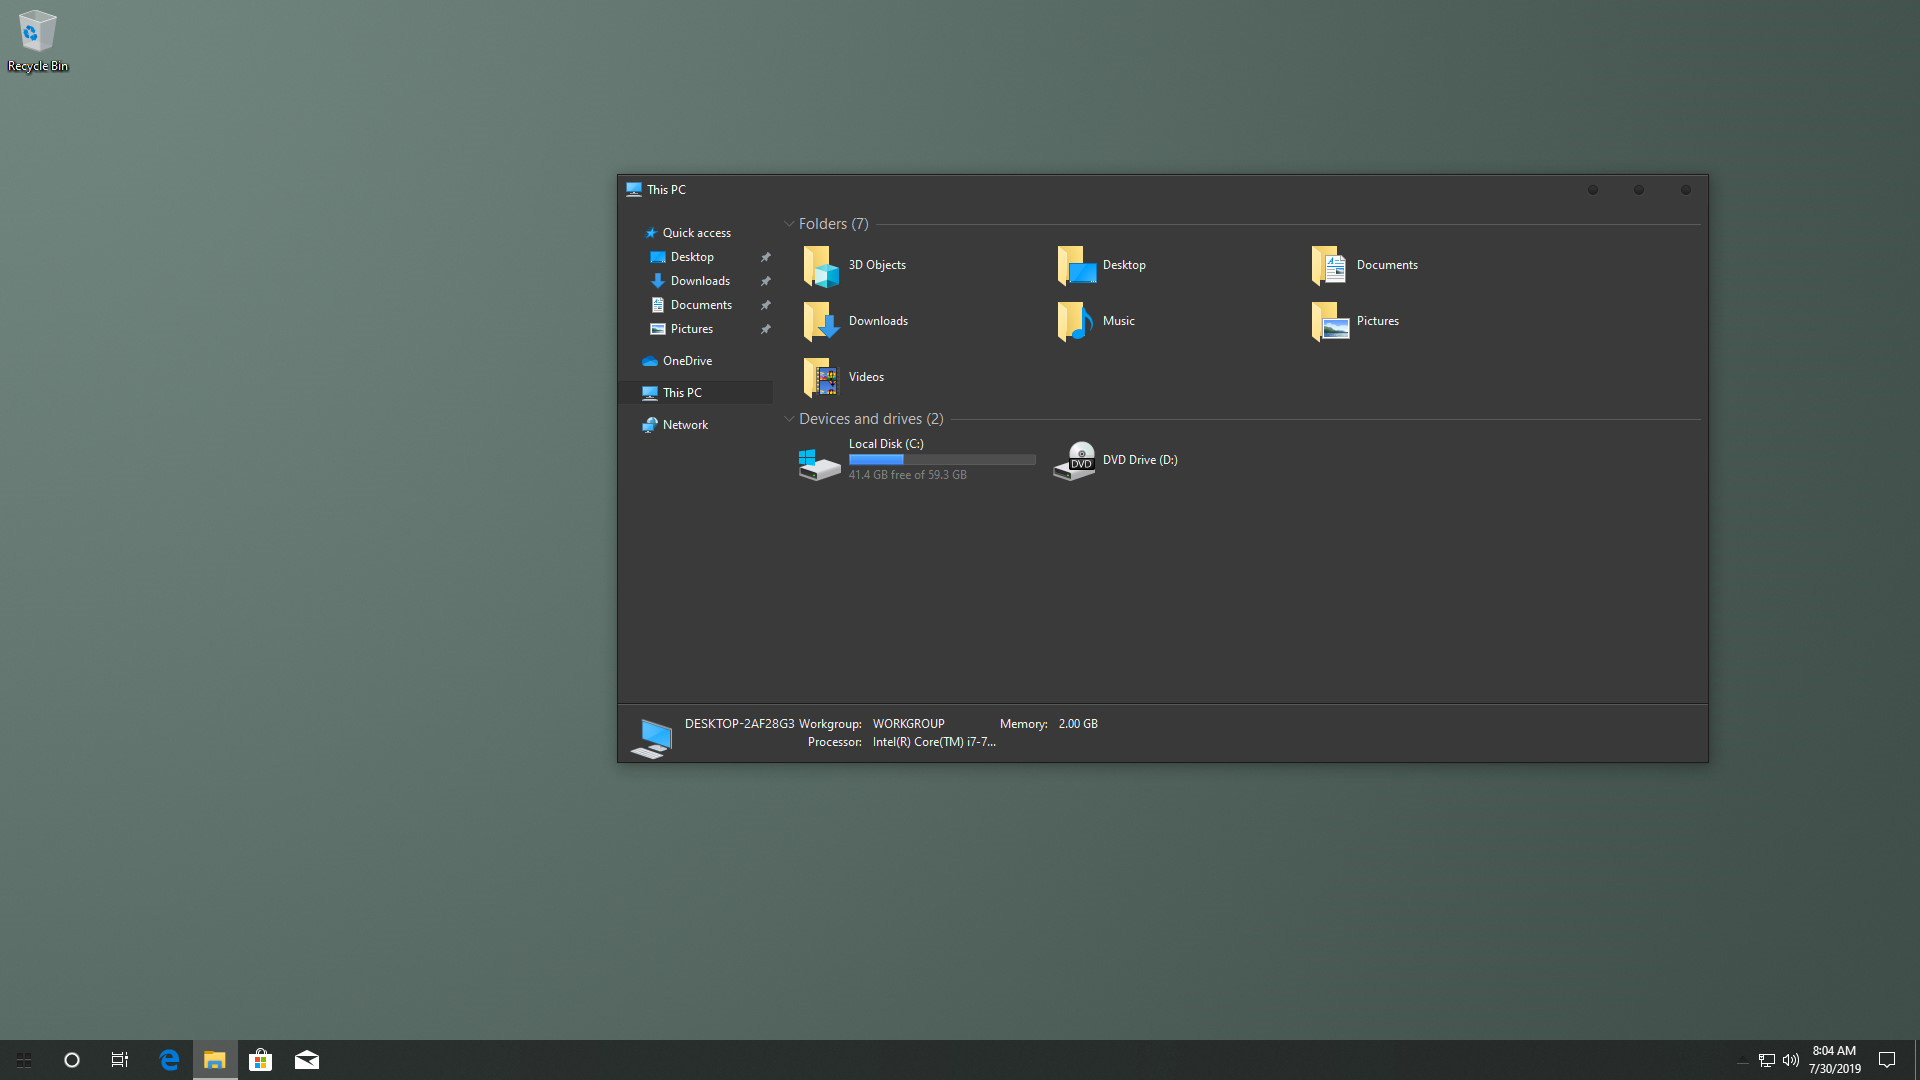 Recycle Bin
This PC
Quick access
Desktop
Downloads
Documents
Pictures
OneDrive
This PC
Network
Folders (7)
3D Objects
Desktop
Documents
Downloads
Music
Pictures
Videos
Devices and drives (2)
Local Disk (C:)
41.4 GB free of 59.3 GB
DVD
DVD Drive (D:)
DESKTOP-2AF28G3 Workgroup: WORKGROUP Memory: 2.00 GB
Processor: Intel(R) Core(TM) i7-7...
8:04 AM
7/30/2019